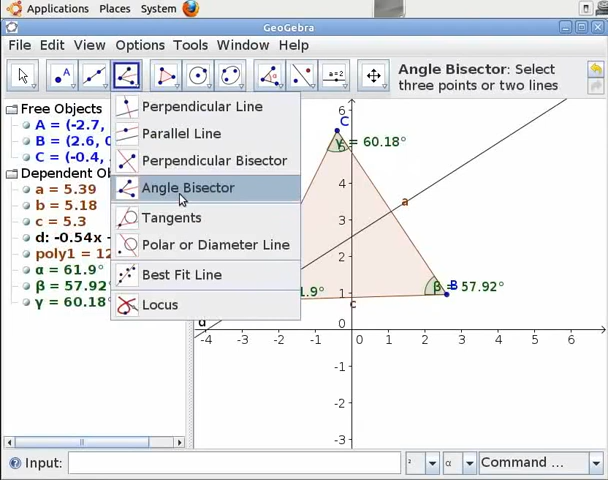 Applications Places System
GeoGebra
File Edit View Options Tools Window Help
Angle Bisector: Select
three points or two lines
Free Objects
A = (-2.7,
B = (2.6, 0
C = (-0.4,
Dependent Ob
a = 5.39
b = 5.18
c = 5.3
d: -0.54x
poly1 = 12
α = 61.9°
β = 57.92°
γ = 60.18°
Perpendicular Line
Parallel Line
Perpendicular Bisector
Angle Bisector
Tangents
Polar or Diameter Line
Best Fit Line
Locus
6
C
γ = 60.18°
5
4
a
3
2
1
1.9°
β = 57.92°
B
c
d
0
-4 -3 -2 -1 0 1 2 3 4 5 6
-1
-2
-3
Input:
² α Command ...